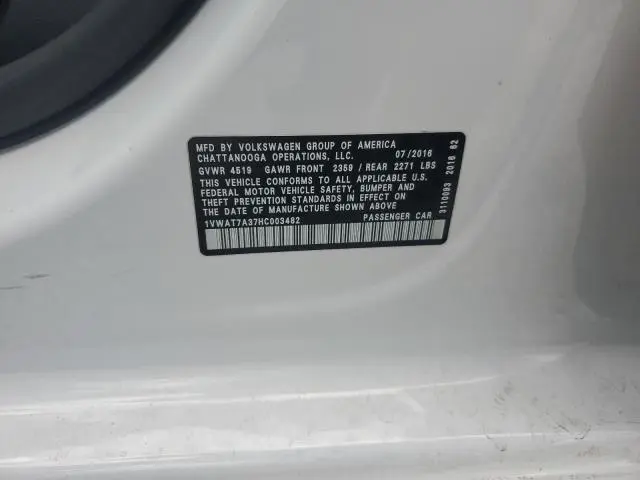 MFD BY VOLKSWAGEN GROUP OF AMERICA
CHATTANOOGA OPERATIONS, LLC. 07/2016
GVWR 4519 GAWR FRONT 2359 / REAR 2271 LBS
THIS VEHICLE CONFORMS TO ALL APPLICABLE U.S.
FEDERAL MOTOR VEHICLE SAFETY, BUMPER AND
THEFT PREVENTION STANDARDS IN EFFECT ON
THE DATE OF MANUFACTURE SHOWN ABOVE
1VWAT7A37HC003482 PASSENGER CAR
3110093 2016 62